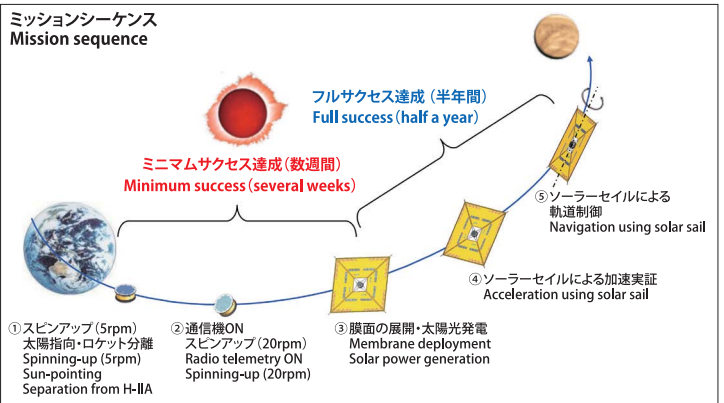 ミッションシーケンス
Mission sequence
フルサクセス達成（半年間）
Full success（half a year）
ミニマムサクセス達成（数週間）
Minimum success（several weeks）
①スピンアップ（5rpm）
太陽指向・ロケット分離
Spinning-up (5rpm)
Sun-pointing
Separation from H-IIA
②通信機ON
スピンアップ（20rpm）
Radio telemetry ON
Spinning-up (20rpm)
③膜面の展開・太陽光発電
Membrane deployment
Solar power generation
④ソーラーセイルによる加速実証
Acceleration using solar sail
⑤ソーラーセイルによる
軌道制御
Navigation using solar sail